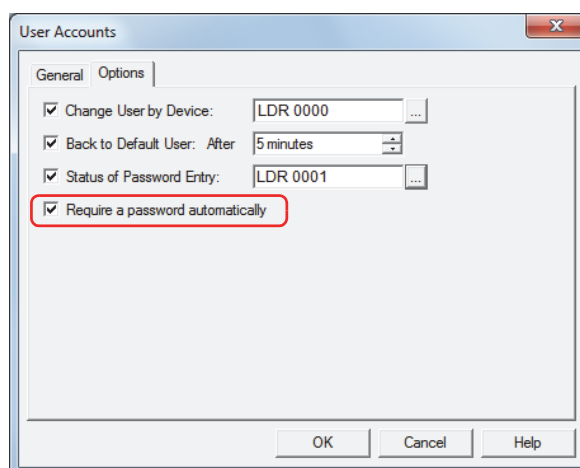 User Accounts
General Options
Change User by Device: LDR 0000 ...
Back to Default User: After 5 minutes
Status of Password Entry: LDR 0001 ...
Require a password automatically
OK Cancel Help